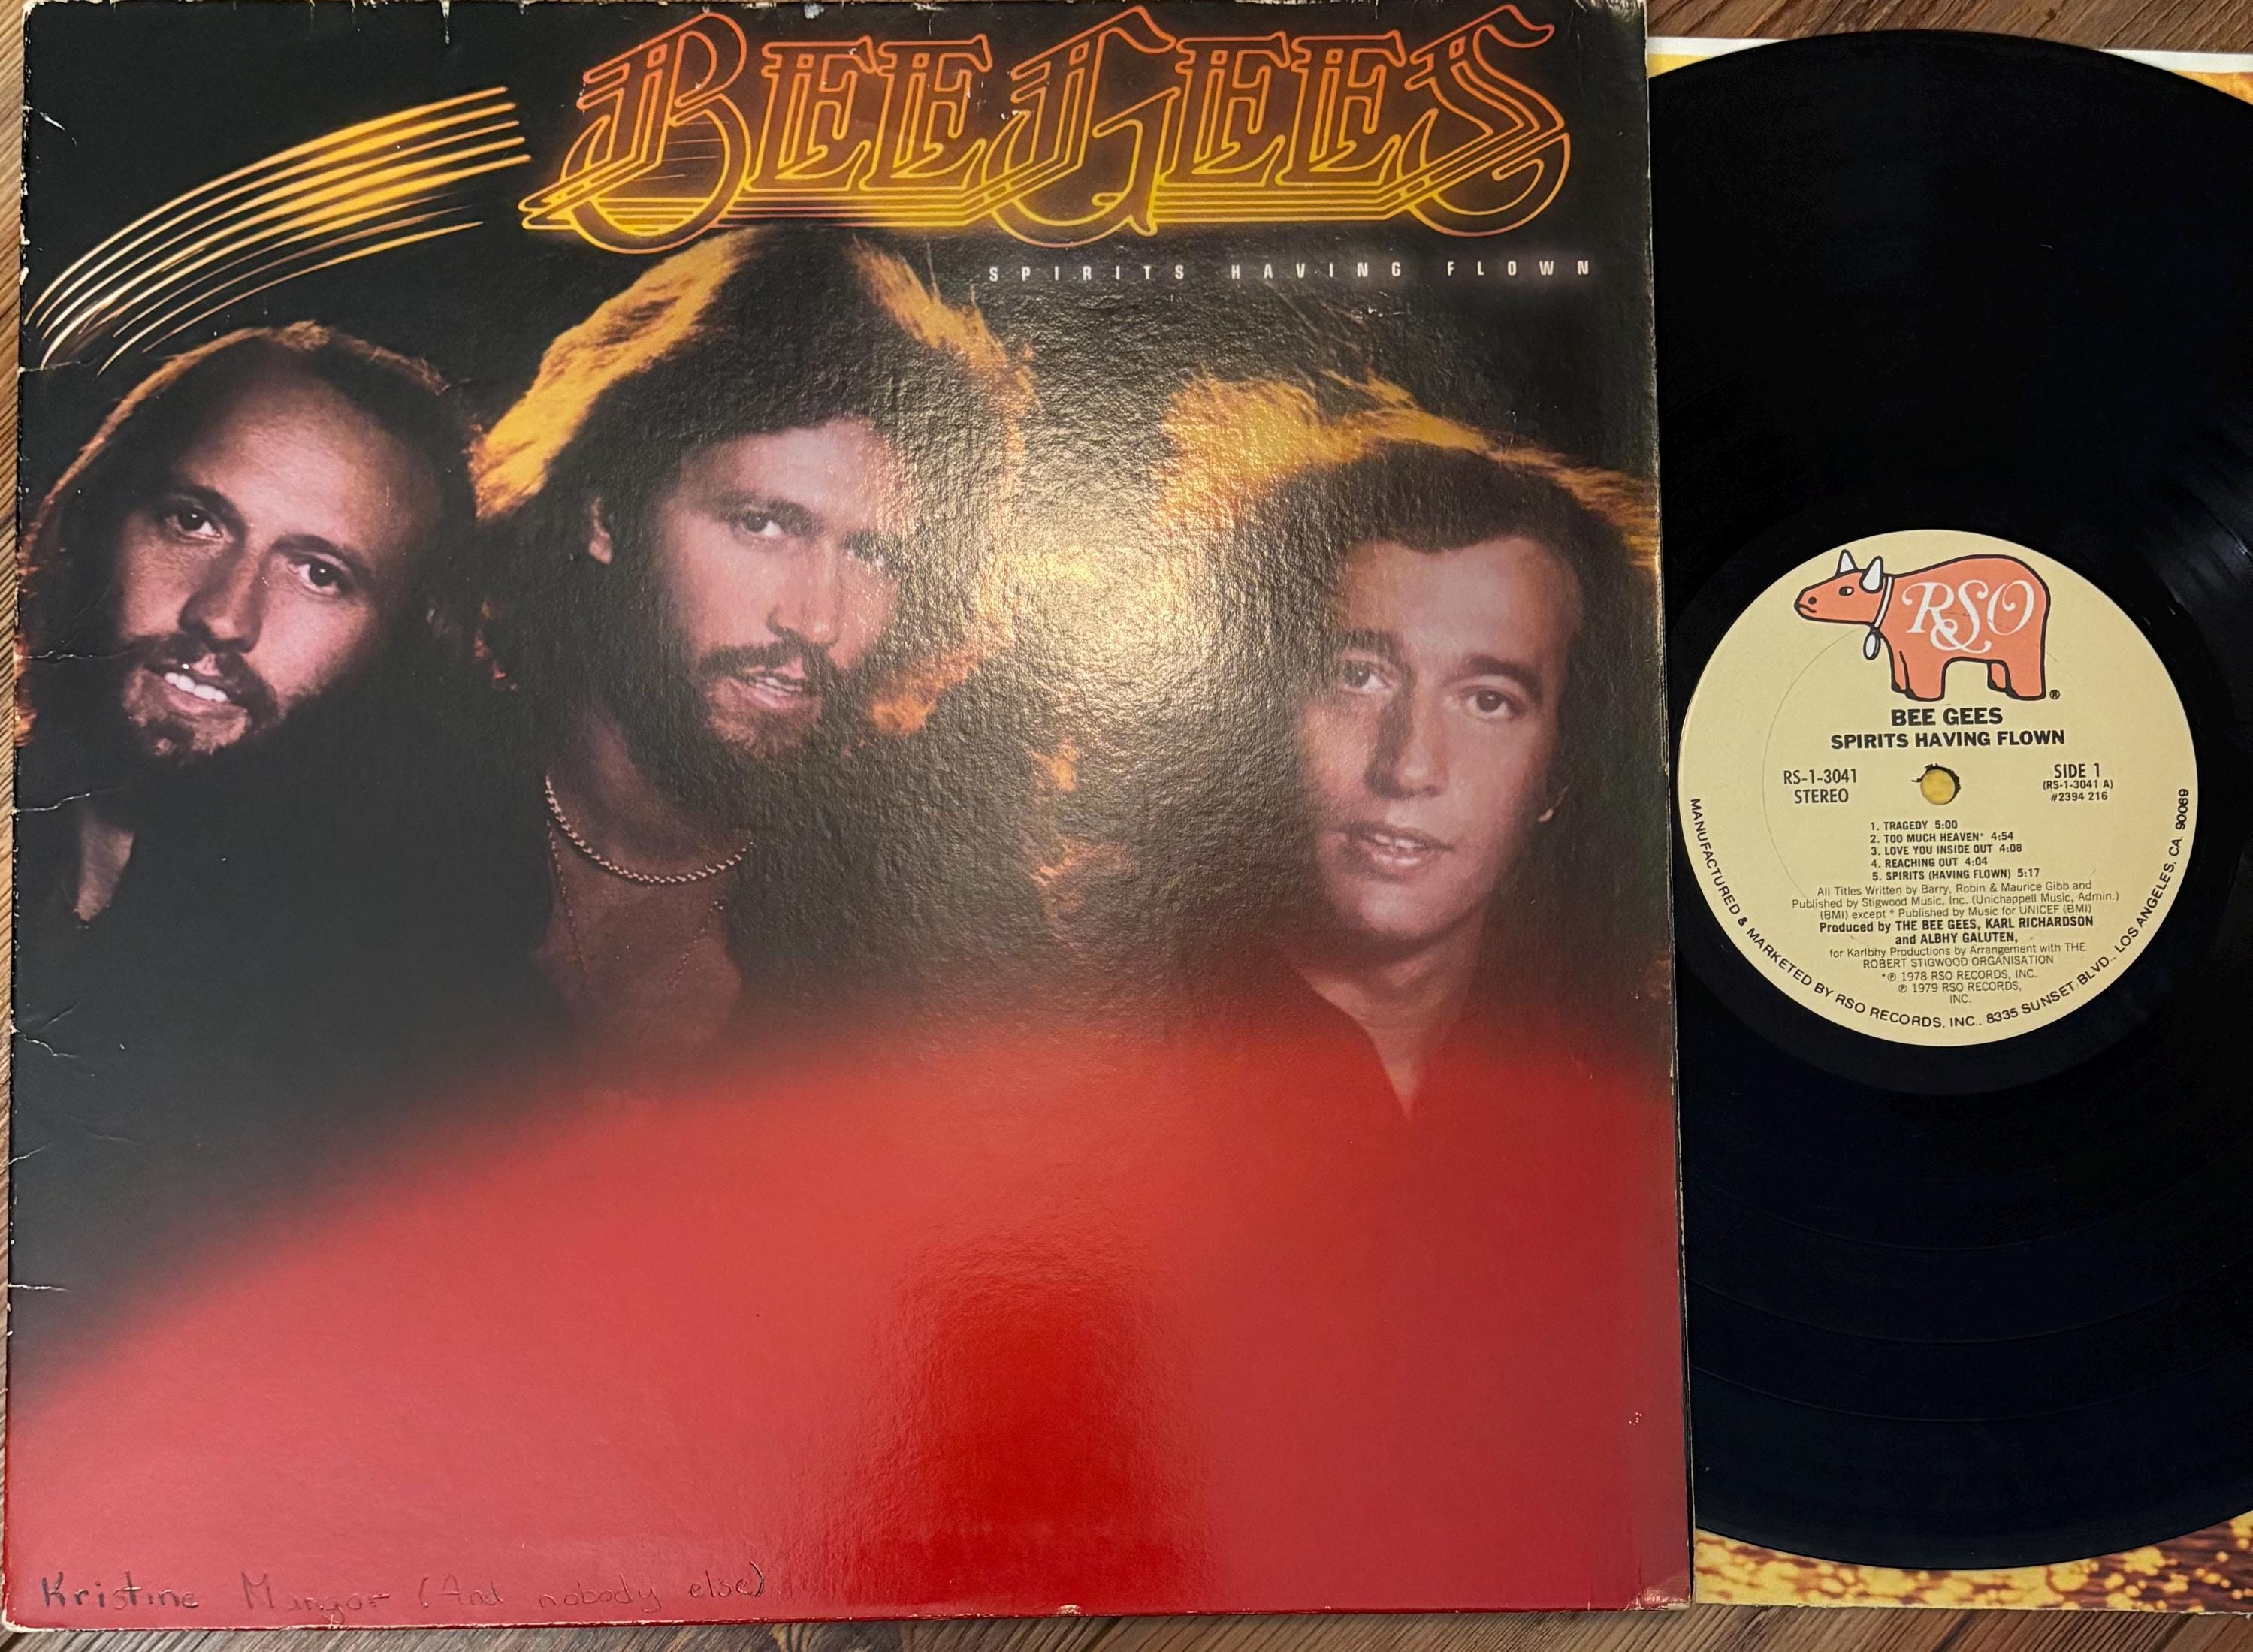 BEE GEES
SPIRITS HAVING FLOWN
Kristine Mangor (And nobody else)
RSO
®
BEE GEES
SPIRITS HAVING FLOWN
RS-1-3041
STEREO
SIDE 1
(RS-1-3041 A)
#2394 216
1. TRAGEDY 5:00
2. TOO MUCH HEAVEN* 4:54
3. LOVE YOU INSIDE OUT 4:08
4. REACHING OUT 4:04
5. SPIRITS (HAVING FLOWN) 5:17
All Titles Written by Barry, Robin & Maurice Gibb and
Published by Stigwood Music, Inc. (Unichappell Music, Admin.)
(BMI) except * Published by Music for UNICEF (BMI)
Produced by THE BEE GEES, KARL RICHARDSON
and ALBHY GALUTEN,
for Karlbhy Productions by Arrangement with THE
ROBERT STIGWOOD ORGANISATION
*℗ 1978 RSO RECORDS, INC.
℗ 1979 RSO RECORDS,
INC.
MANUFACTURED & MARKETED BY RSO RECORDS, INC., 8335 SUNSET BLVD., LOS ANGELES, CA. 90069